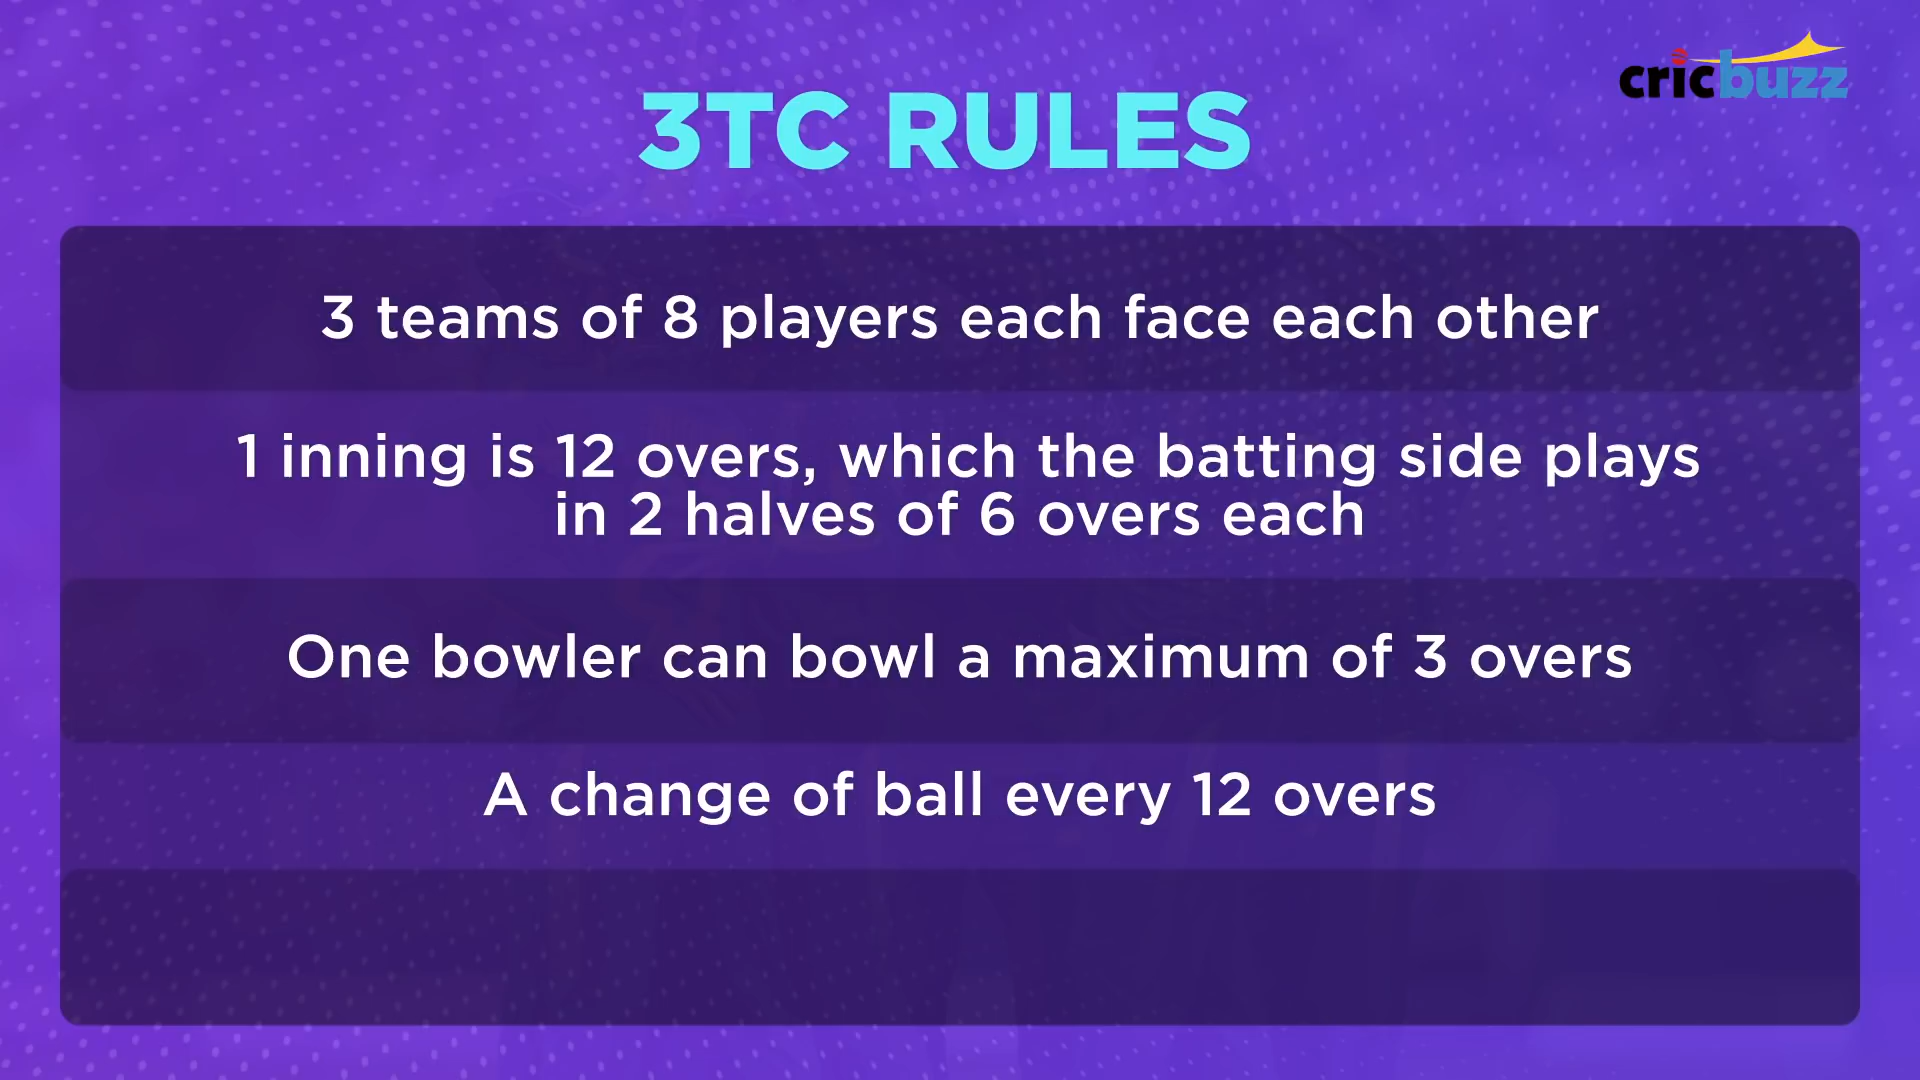 cricbuzz
3TC RULES
3 teams of 8 players each face each other
1 inning is 12 overs, which the batting side plays
in 2 halves of 6 overs each
One bowler can bowl a maximum of 3 overs
A change of ball every 12 overs